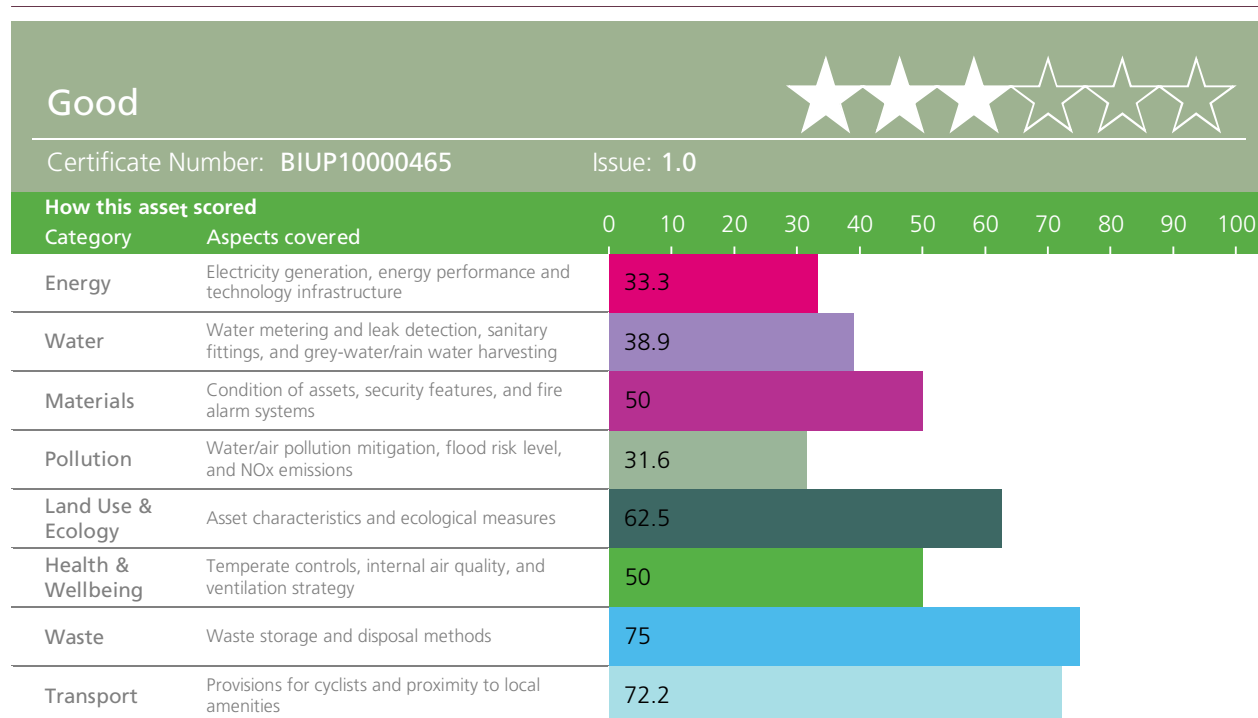 Good
Certificate Number: BIUP10000465 Issue: 1.0
How this asset scored
Category Aspects covered 0 10 20 30 40 50 60 70 80 90 100
Energy Electricity generation, energy performance and
technology infrastructure
33.3
Water Water metering and leak detection, sanitary
fittings, and grey-water/rain water harvesting
38.9
Materials Condition of assets, security features, and fire
alarm systems
50
Pollution Water/air pollution mitigation, flood risk level,
and NOx emissions
31.6
Land Use &
Ecology
Asset characteristics and ecological measures
62.5
Health &
Wellbeing
Temperate controls, internal air quality, and
ventilation strategy
50
Waste Waste storage and disposal methods
75
Transport Provisions for cyclists and proximity to local
amenities
72.2